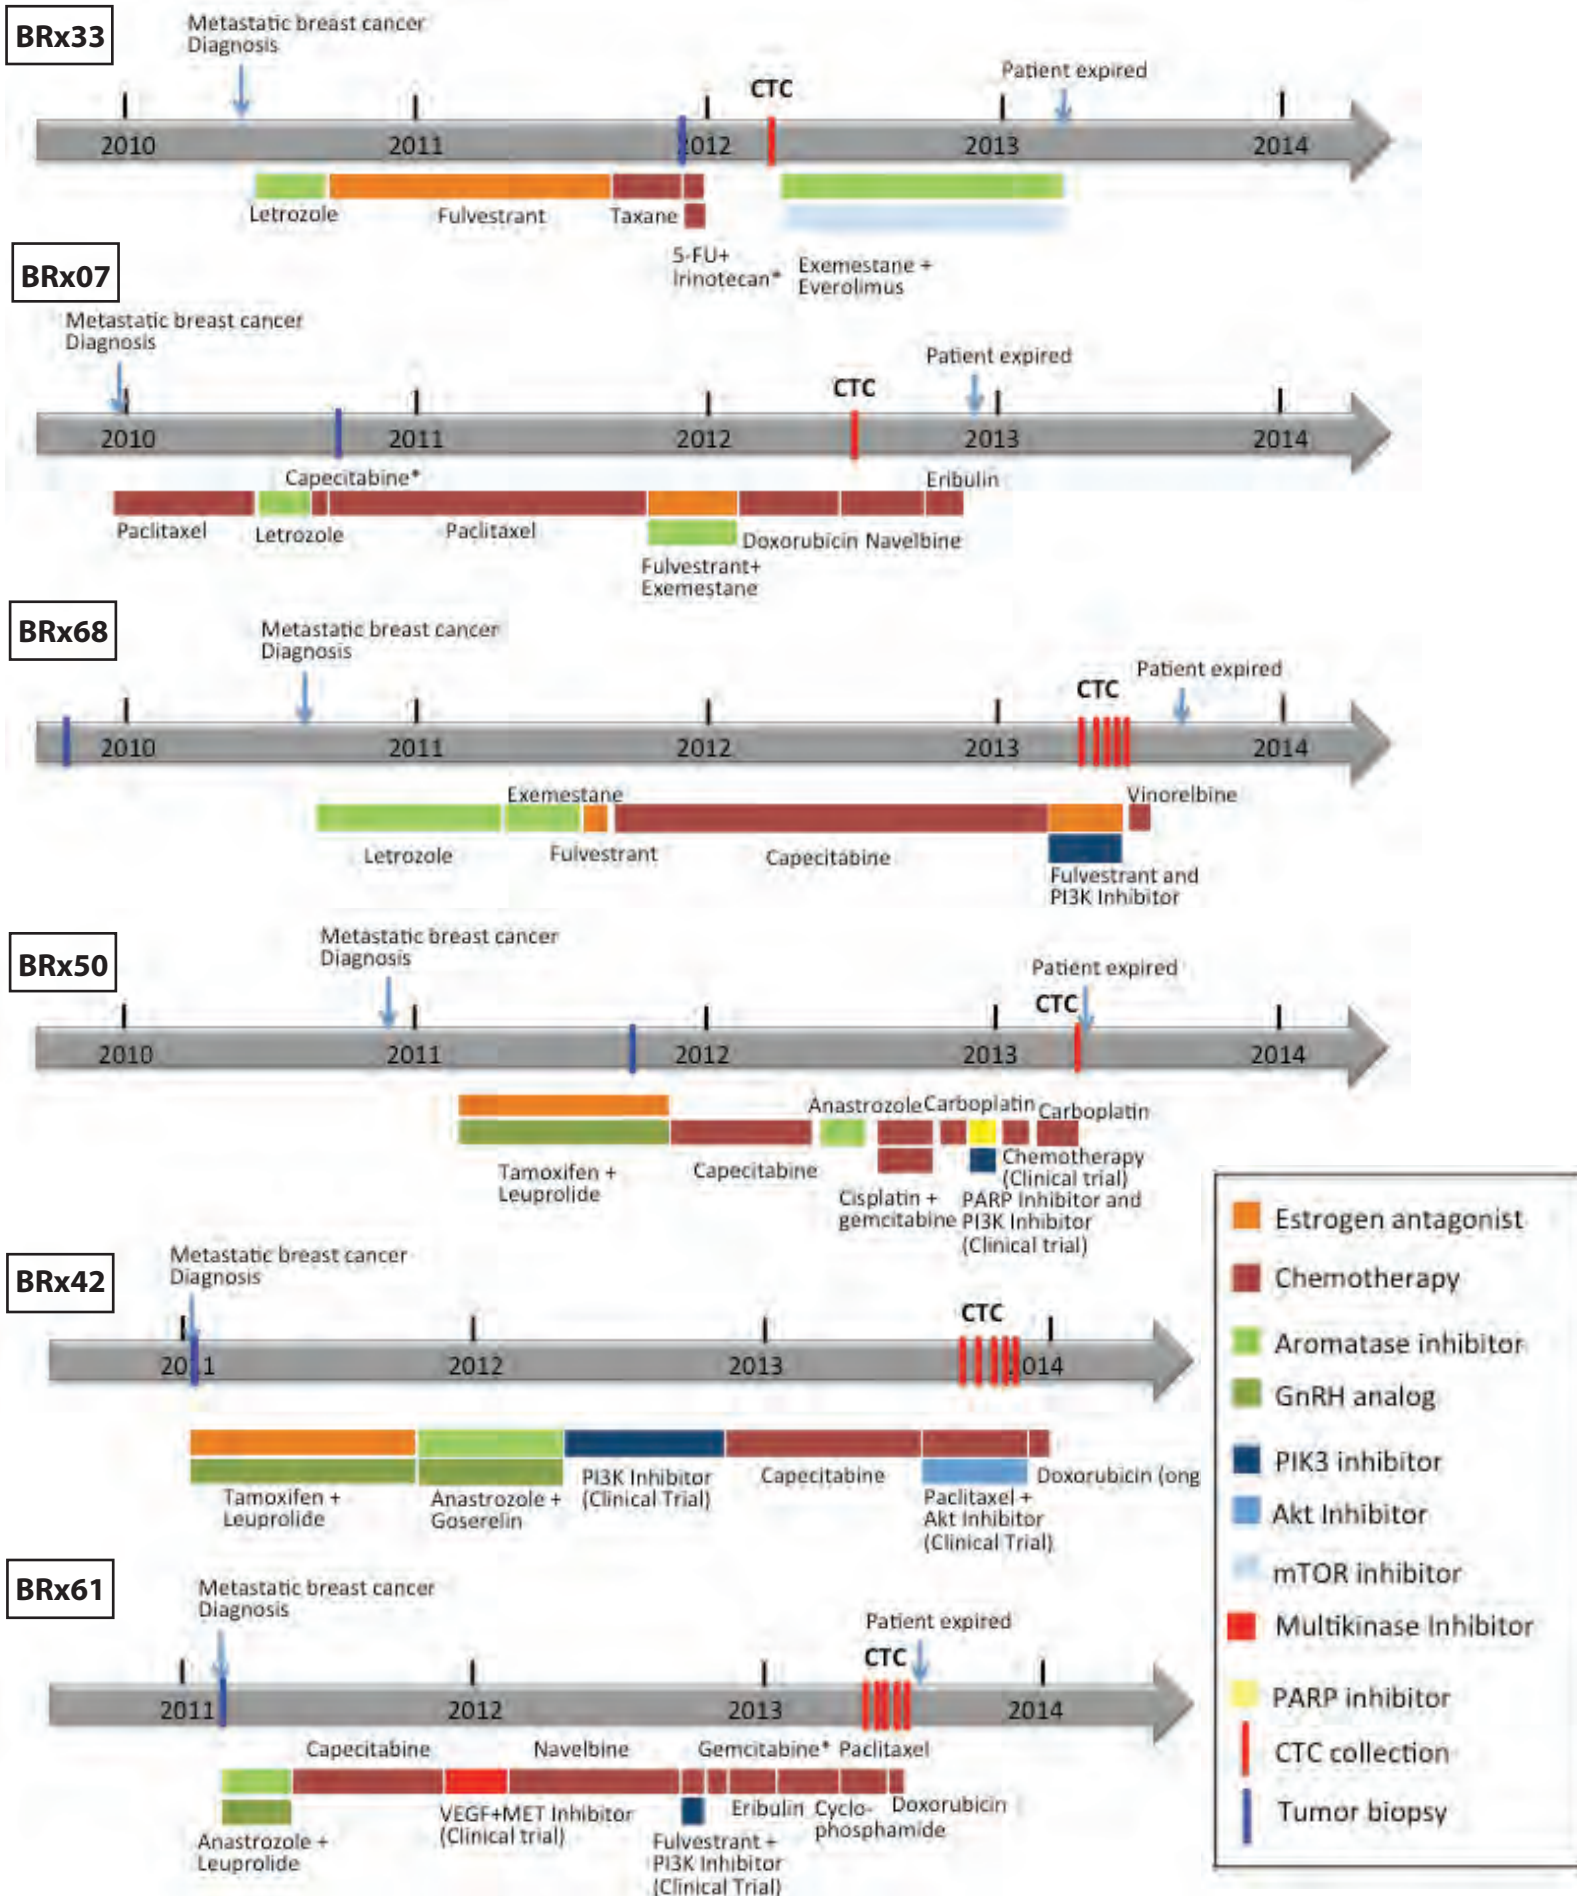 BRx33
Metastatic breast cancer
Diagnosis
CTC
Patient expired
2010
2011
2012
2013
2014
Letrozole
Fulvestrant
Taxane
5-FU+
Irinotecan*
Exemestane +
Everolimus
BRx07
Metastatic breast cancer
Diagnosis
CTC
Patient expired
2010
2011
2012
2013
2014
Capecitabine*
Eribulin
Paclitaxel
Letrozole
Paclitaxel
Doxorubicin Navelbine
Fulvestrant+
Exemestane
BRx68
Metastatic breast cancer
Diagnosis
CTC
Patient expired
2010
2011
2012
2013
2014
Exemestane
Vinorelbine
Letrozole
Fulvestrant
Capecitabine
Fulvestrant and
PI3K Inhibitor
BRx50
Metastatic breast cancer
Diagnosis
Patient expired
CTC
2010
2011
2012
2013
2014
Anastrozole Carboplatin Carboplatin
Tamoxifen +
Leuprolide
Capecitabine
Cisplatin +
gemcitabine
Chemotherapy
(Clinical trial)
PARP Inhibitor and
PI3K Inhibitor
(Clinical trial)
BRx42
Metastatic breast cancer
Diagnosis
CTC
2011
2012
2013
2014
Tamoxifen +
Leuprolide
Anastrozole +
Goserelin
PI3K Inhibitor
(Clinical Trial)
Capecitabine
Paclitaxel +
Akt Inhibitor
(Clinical Trial)
Doxorubicin (ong
BRx61
Metastatic breast cancer
Diagnosis
Patient expired
CTC
2011
2012
2013
2014
Capecitabine
Navelbine
Gemcitabine* Paclitaxel
Anastrozole +
Leuprolide
VEGF+MET Inhibitor
(Clinical trial)
Fulvestrant +
PI3K Inhibitor
(Clinical Trial)
Eribulin
Cyclo-
phosphamide
Doxorubicin
Estrogen antagonist
Chemotherapy
Aromatase inhibitor
GnRH analog
PIK3 inhibitor
Akt Inhibitor
mTOR inhibitor
Multikinase Inhibitor
PARP inhibitor
CTC collection
Tumor biopsy